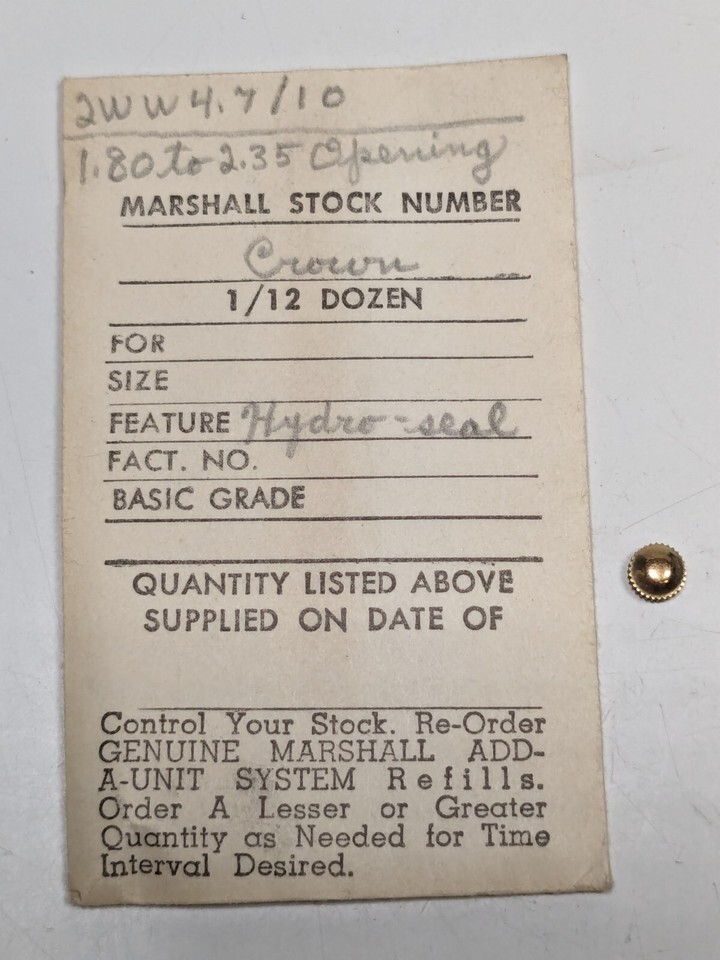 2WW4.7/10
1.80 to 2.35 Opening
MARSHALL STOCK NUMBER
Crown
1/12 DOZEN
FOR
SIZE
FEATURE Hydro-seal
FACT. NO.
BASIC GRADE
QUANTITY LISTED ABOVE
SUPPLIED ON DATE OF
Control Your Stock. Re-Order
GENUINE MARSHALL ADD-
A-UNIT SYSTEM Refills.
Order A Lesser or Greater
Quantity as Needed for Time
Interval Desired.